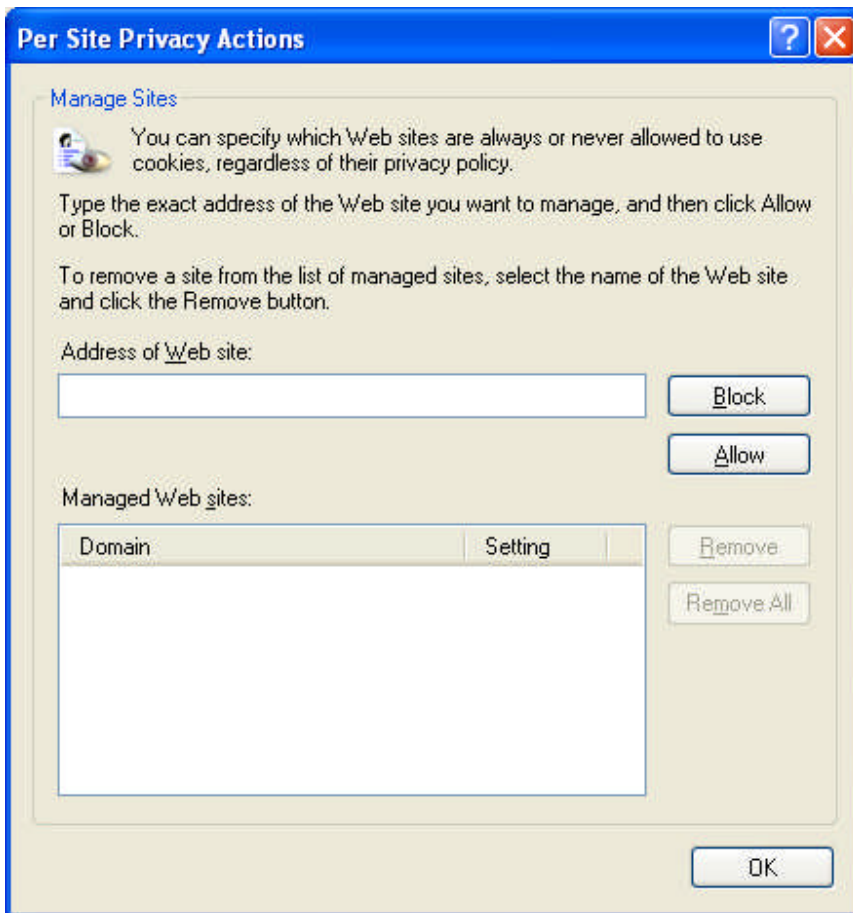 Per Site Privacy Actions
?
Manage Sites
You can specify which Web sites are always or never allowed to use
cookies, regardless of their privacy policy.
Type the exact address of the Web site you want to manage, and then click Allow
or Block.
To remove a site from the list of managed sites, select the name of the Web site
and click the Remove button.
Address of Web site:
Block
Allow
Managed Web sites:
Domain Setting
Remove
Remove All
OK